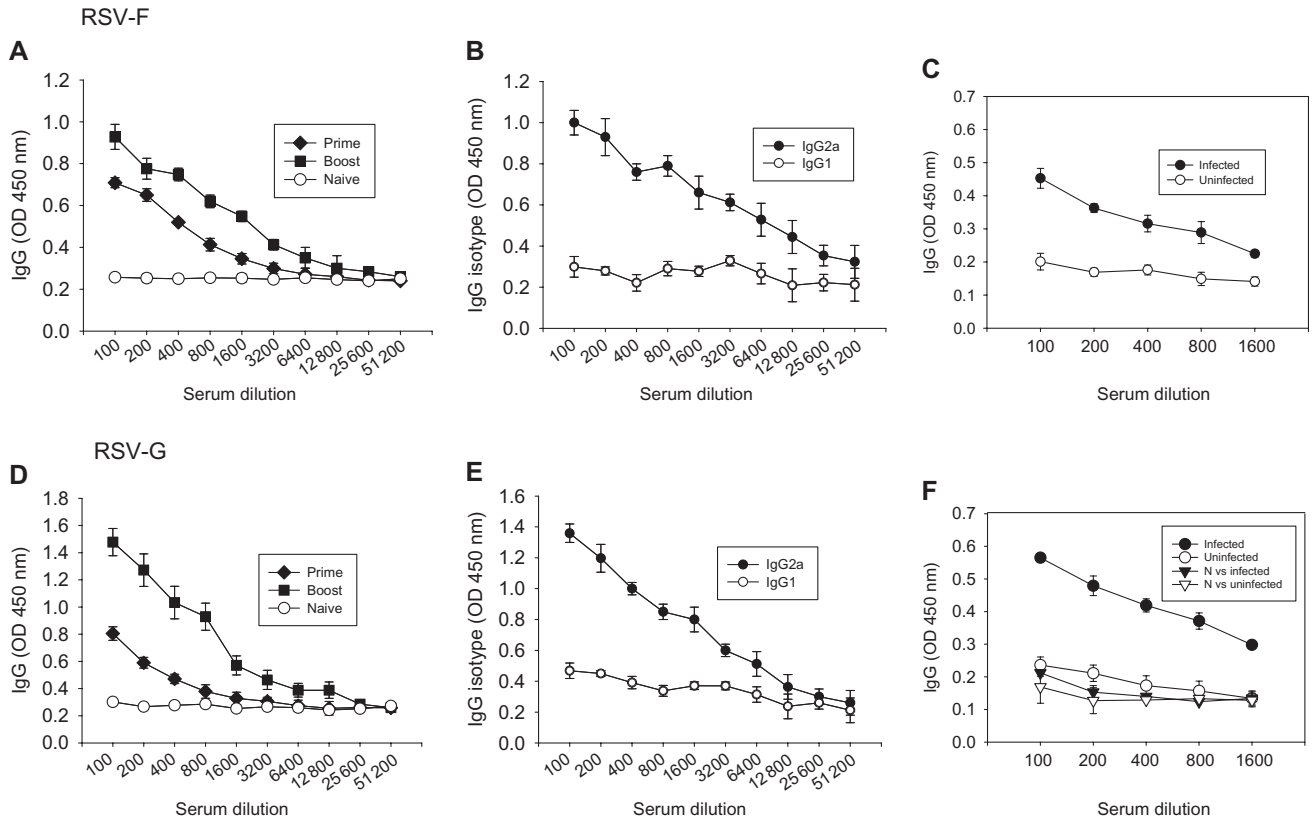 RSV-F
A
IgG (OD 450 nm)
1.2
1.0
0.8
0.6
0.4
0.2
0.0
Prime
Boost
Naive
100
200
400
800
1600
3200
6400
12 800
25 600
51 200
Serum dilution
B
IgG isotype (OD 450 nm)
1.2
1.0
0.8
0.6
0.4
0.2
0.0
IgG2a
IgG1
100
200
400
800
1600
3200
6400
12 800
25 600
51 200
Serum dilution
C
IgG (OD 450 nm)
0.7
0.6
0.5
0.4
0.3
0.2
0.1
0.0
Infected
Uninfected
100
200
400
800
1600
Serum dilution
RSV-G
D
IgG (OD 450 nm)
1.8
1.6
1.4
1.2
1.0
0.8
0.6
0.4
0.2
0.0
Prime
Boost
Naive
100
200
400
800
1600
3200
6400
12 800
25 600
51 200
Serum dilution
E
IgG isotype (OD 450 nm)
1.6
1.4
1.2
1.0
0.8
0.6
0.4
0.2
0.0
IgG2a
IgG1
100
200
400
800
1600
3200
6400
12 800
25 600
51 200
Serum dilution
F
IgG (OD 450 nm)
0.7
0.6
0.5
0.4
0.3
0.2
0.1
0.0
Infected
Uninfected
N vs infected
N vs uninfected
100
200
400
800
1600
Serum dilution